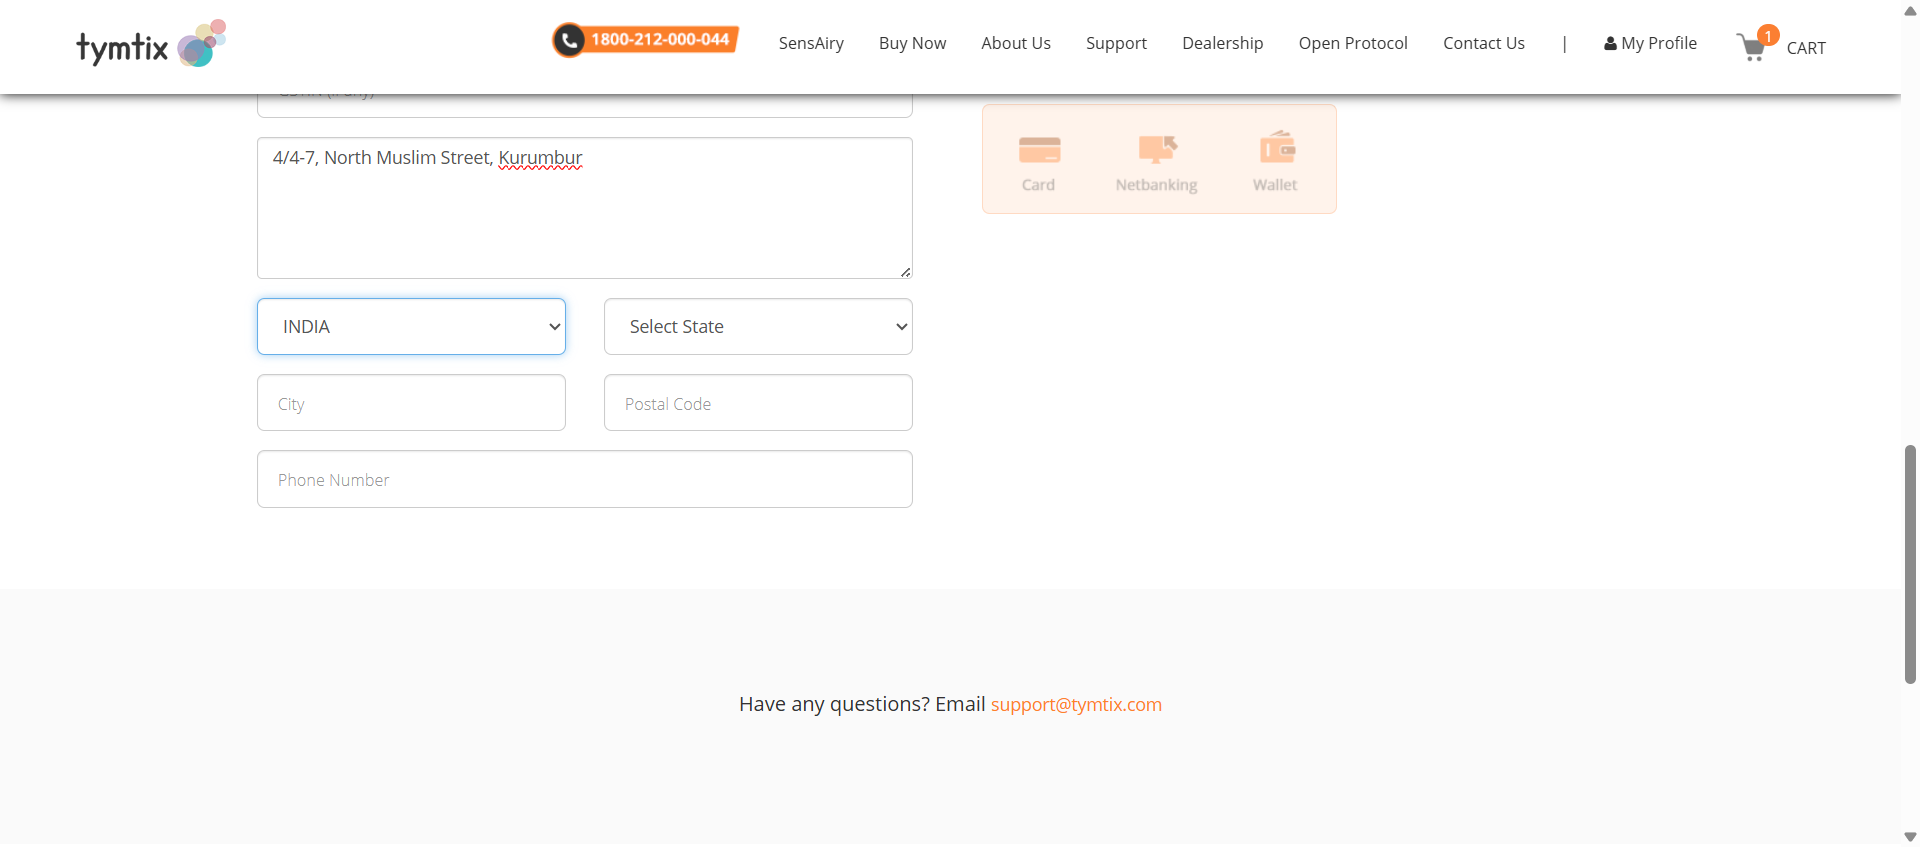 tymtix
1800-212-000-044
SensAiry
Buy Now
About Us
Support
Dealership
Open Protocol
Contact Us
|
My Profile
1
CART
4/4-7, North Muslim Street, Kurumbur
Card
Netbanking
Wallet
INDIA
Select State
City
Postal Code
Phone Number
Have any questions? Email support@tymtix.com